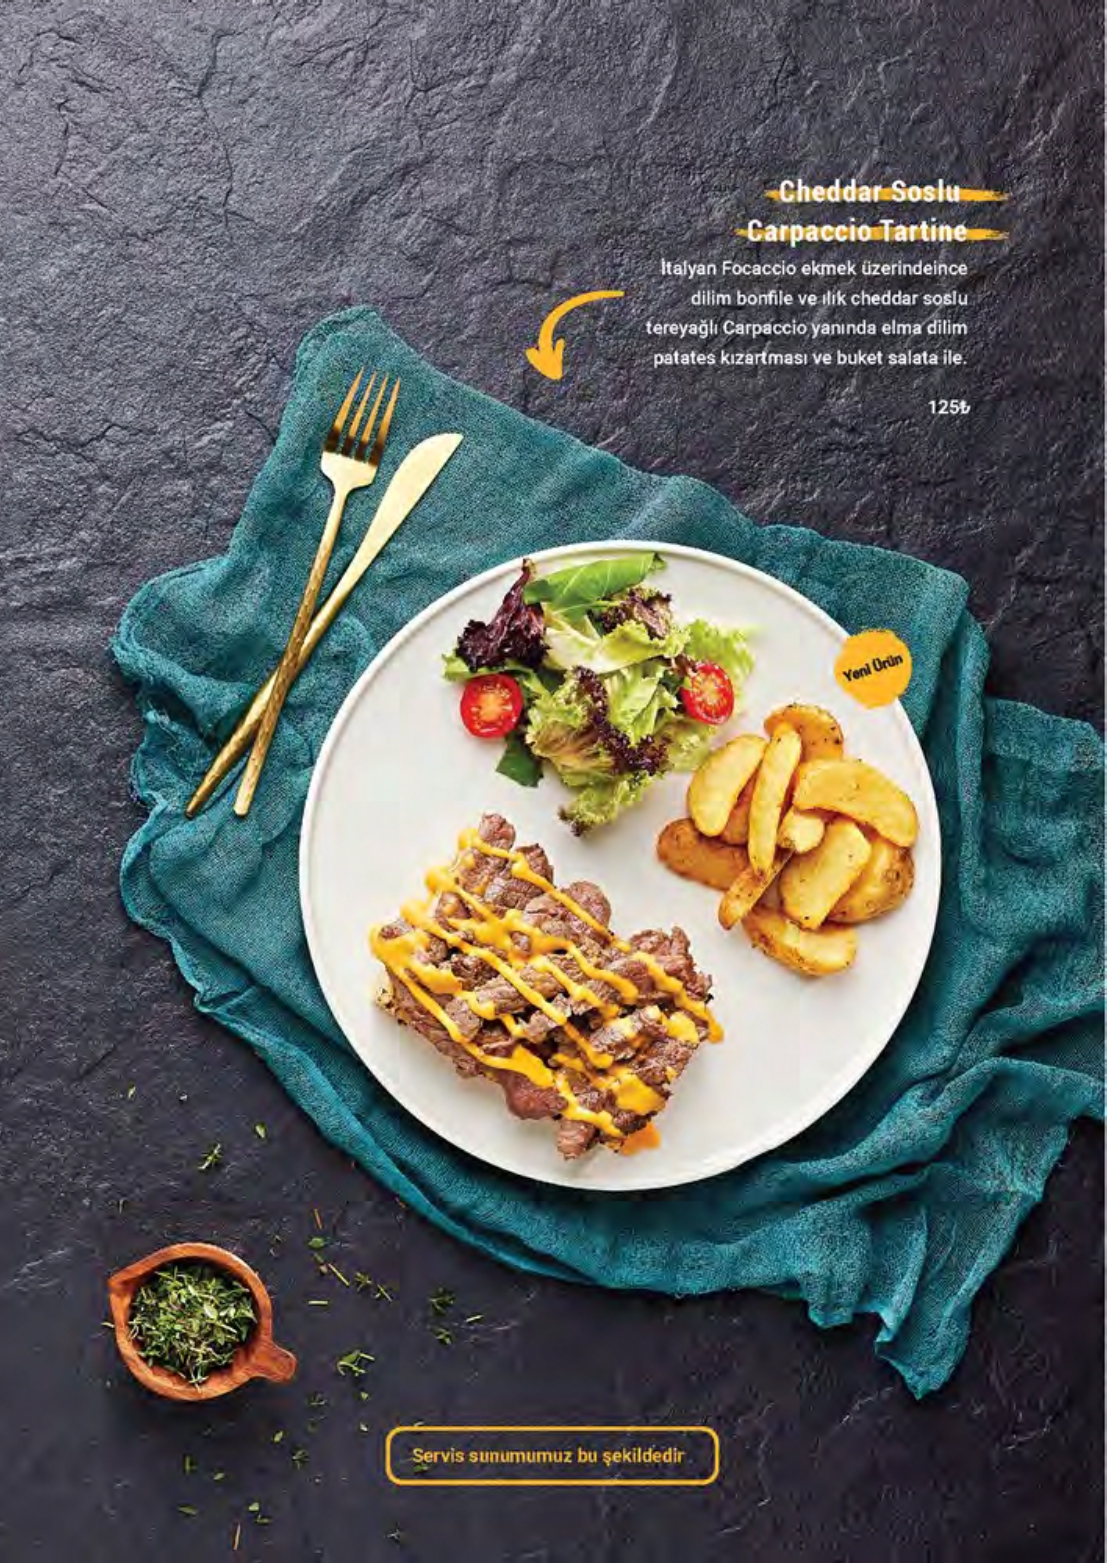 Cheddar Soslu
Carpaccio Tartine
İtalyan Focaccio ekmek üzerindeince
dilim bonfile ve ılık cheddar soslu
tereyağlı Carpaccio yanında elma dilim
patates kızartması ve buket salata ile.
125₺
Yeni Ürün
Servis sunumumuz bu şekildedir